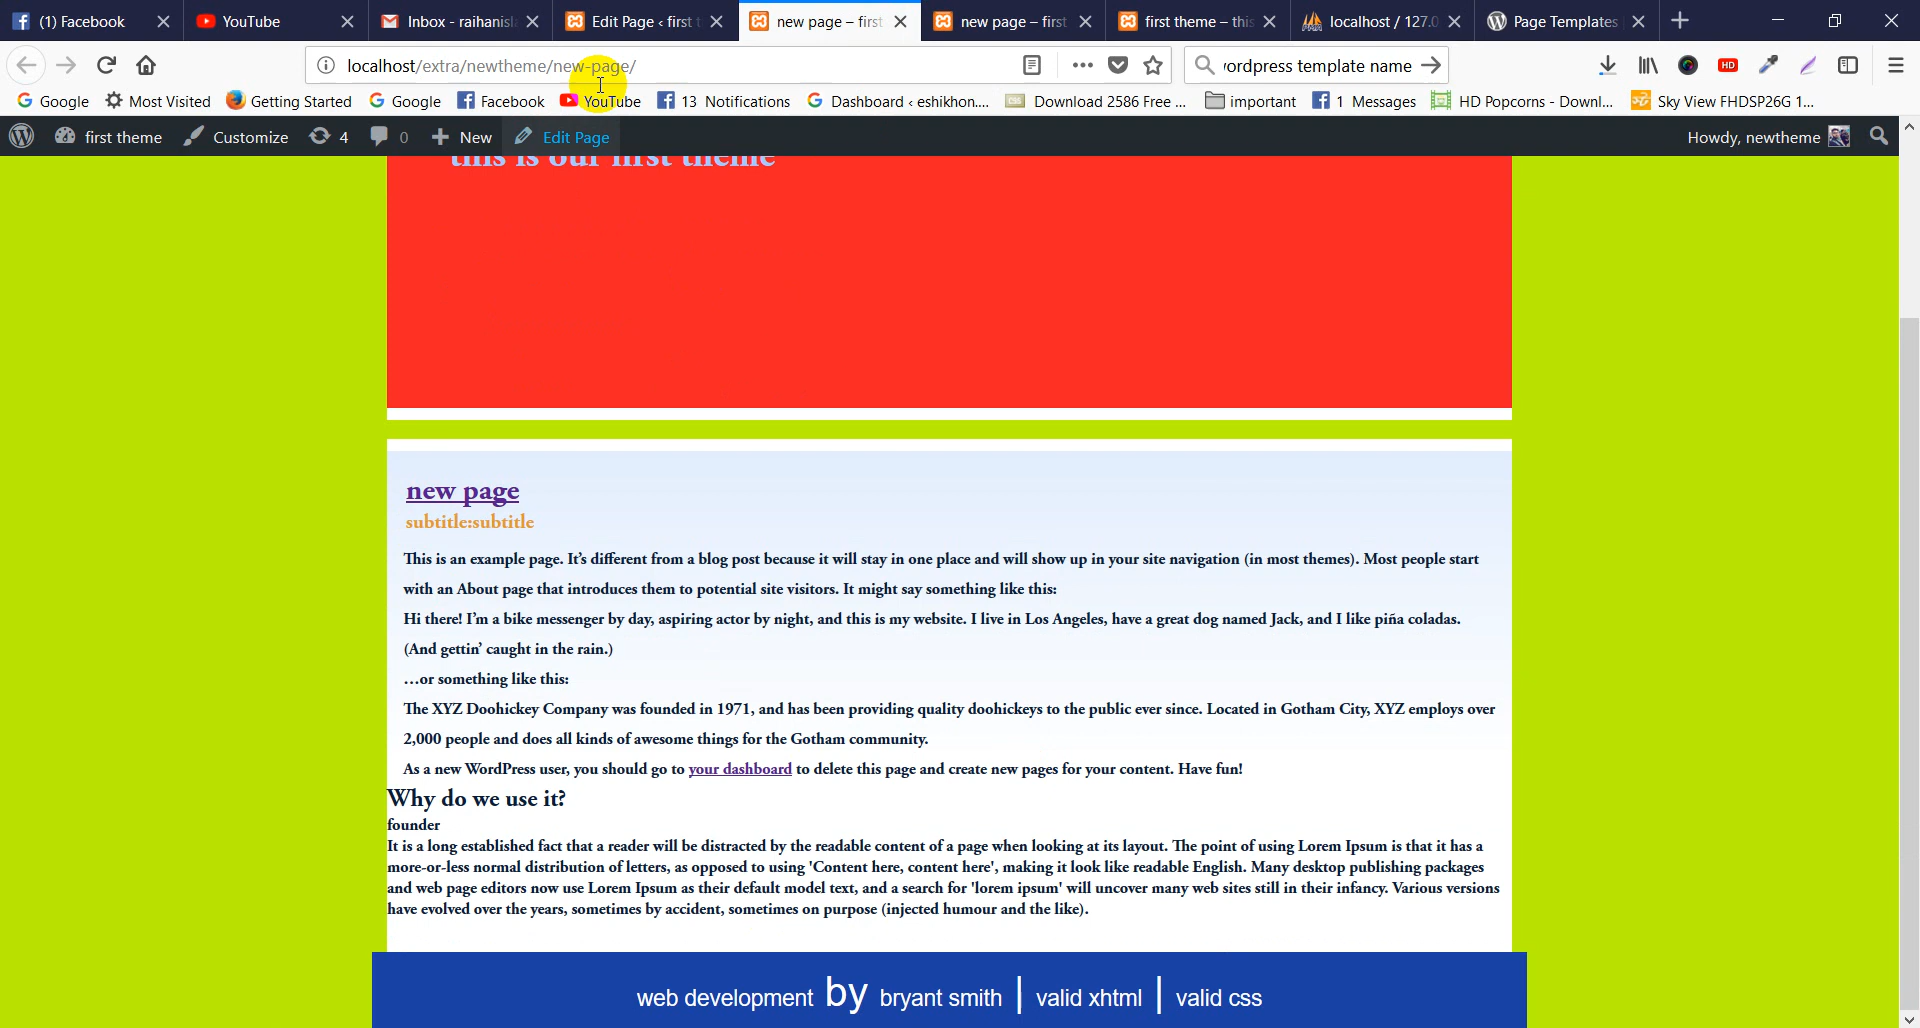 (1) Facebook
YouTube
Inbox - raihanisl
Edit Page ‹ first t
new page – first
new page – first
first theme – this
localhost / 127.0
Page Templates
localhost/extra/newtheme/new-page/
vordpress template name
HD
Google
Most Visited
Getting Started
Google
Facebook
YouTube
13 Notifications
Dashboard ‹ eshikhon....
Download 2586 Free ...
important
1 Messages
HD Popcorns - Downl...
Sky View FHDSP26G 1...
first theme
Customize
4
0
New
Edit Page
Howdy, newtheme
this is our first theme
new page
subtitle:subtitle
This is an example page. It’s different from a blog post because it will stay in one place and will show up in your site navigation (in most themes). Most people start
with an About page that introduces them to potential site visitors. It might say something like this:
Hi there! I’m a bike messenger by day, aspiring actor by night, and this is my website. I live in Los Angeles, have a great dog named Jack, and I like piña coladas.
(And gettin’ caught in the rain.)
…or something like this:
The XYZ Doohickey Company was founded in 1971, and has been providing quality doohickeys to the public ever since. Located in Gotham City, XYZ employs over
2,000 people and does all kinds of awesome things for the Gotham community.
As a new WordPress user, you should go to your dashboard to delete this page and create new pages for your content. Have fun!
Why do we use it?
founder
It is a long established fact that a reader will be distracted by the readable content of a page when looking at its layout. The point of using Lorem Ipsum is that it has a
more-or-less normal distribution of letters, as opposed to using 'Content here, content here', making it look like readable English. Many desktop publishing packages
and web page editors now use Lorem Ipsum as their default model text, and a search for 'lorem ipsum' will uncover many web sites still in their infancy. Various versions
have evolved over the years, sometimes by accident, sometimes on purpose (injected humour and the like).
web development by bryant smith | valid xhtml | valid css